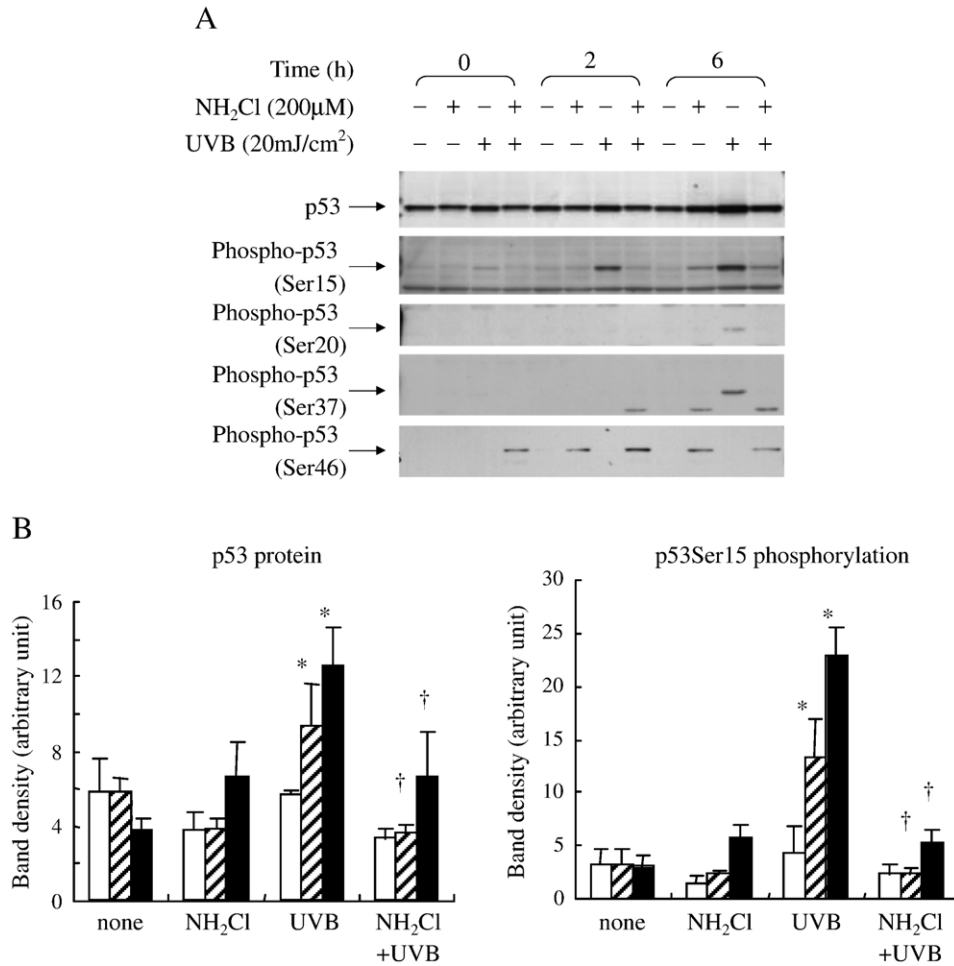 A
Time (h) 0 2 6
NH₂Cl (200μM) – + – + – + – + – + – +
UVB (20mJ/cm²) – – + + – – + + – – + +
p53
Phospho-p53
(Ser15)
Phospho-p53
(Ser20)
Phospho-p53
(Ser37)
Phospho-p53
(Ser46)
B
p53 protein
Band density (arbitrary unit)
16
12
8
4
0
* *
† †
none NH₂Cl UVB NH₂Cl
+UVB
p53Ser15 phosphorylation
Band density (arbitrary unit)
30
25
20
15
10
5
0
* *
† †
none NH₂Cl UVB NH₂Cl
+UVB